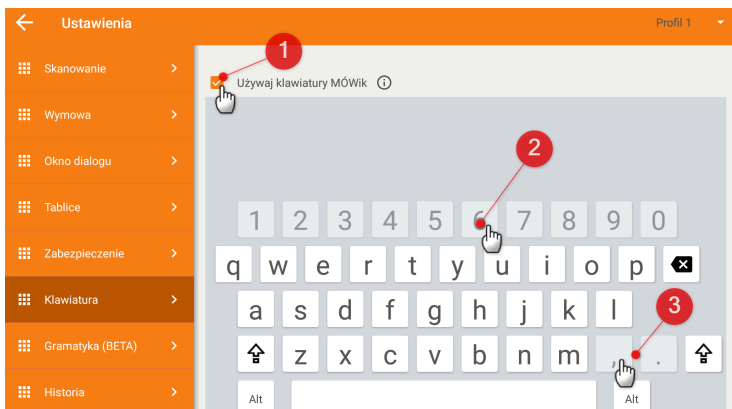 Ustawienia
Profil 1
1
Skanowanie
Używaj klawiatury MÓWik
Wymowa
2
Okno dialogu
Tablice
1 2 3 4 5 6 7 8 9 0
Zabezpieczenie
q w e r t y u i o p
Klawiatura
a s d f g h j k l
3
Gramatyka (BETA)
z x c v b n m , .
Historia
Alt
Alt